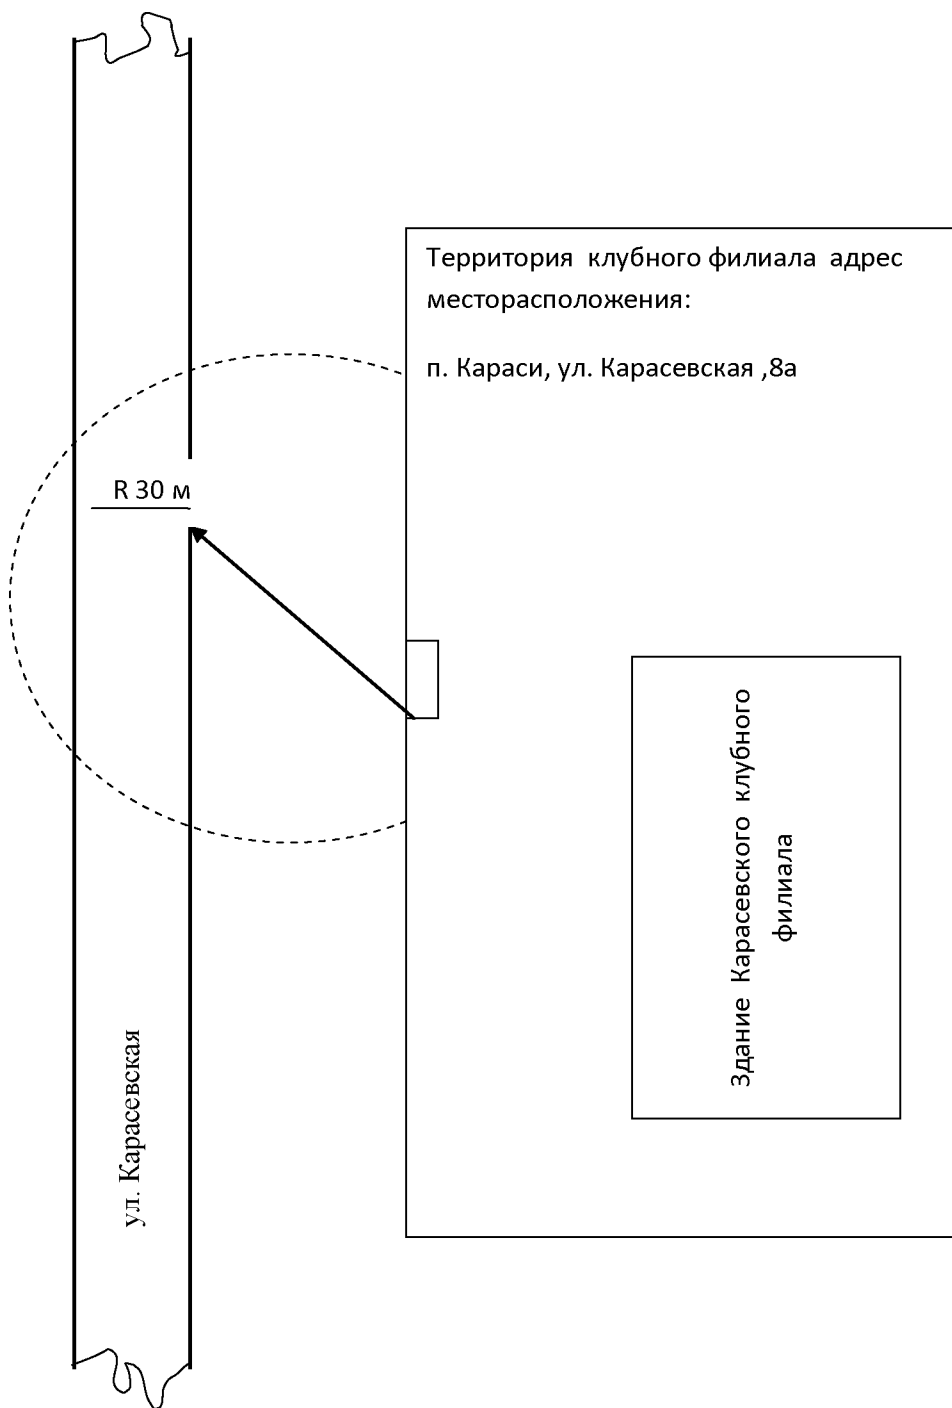 Территория клубного филиала адрес
месторасположения:
п. Караси, ул. Карасевская ,8а
R 30 м
Здание Карасевского клубного
филиала
ул. Карасевская